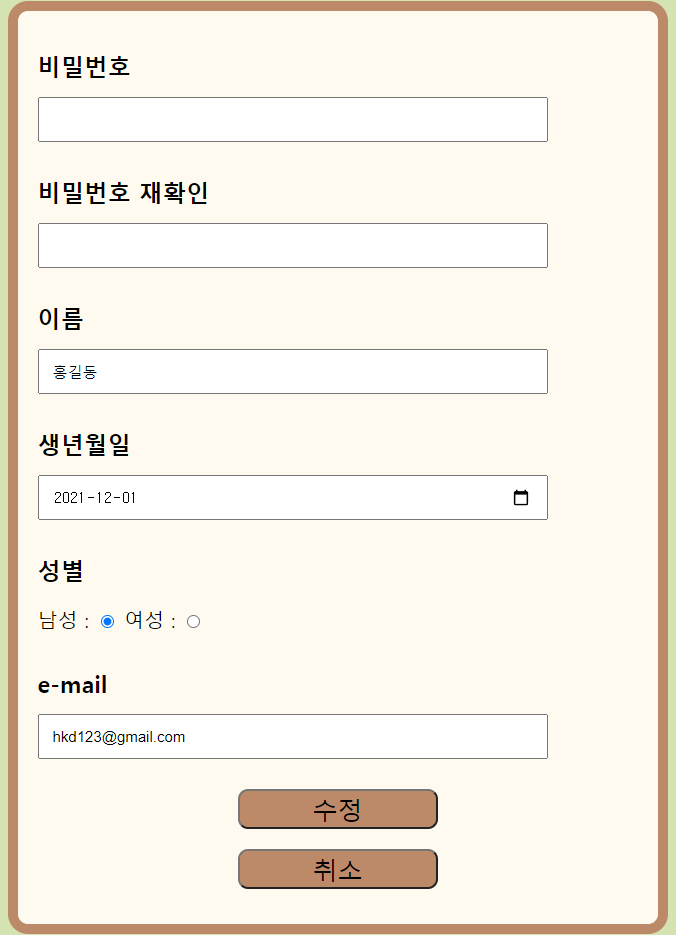 비밀번호
비밀번호 재확인
이름
홍길동
생년월일
2021-12-01
성별
남성 : 여성 :
e-mail
hkd123@gmail.com
수정
취소